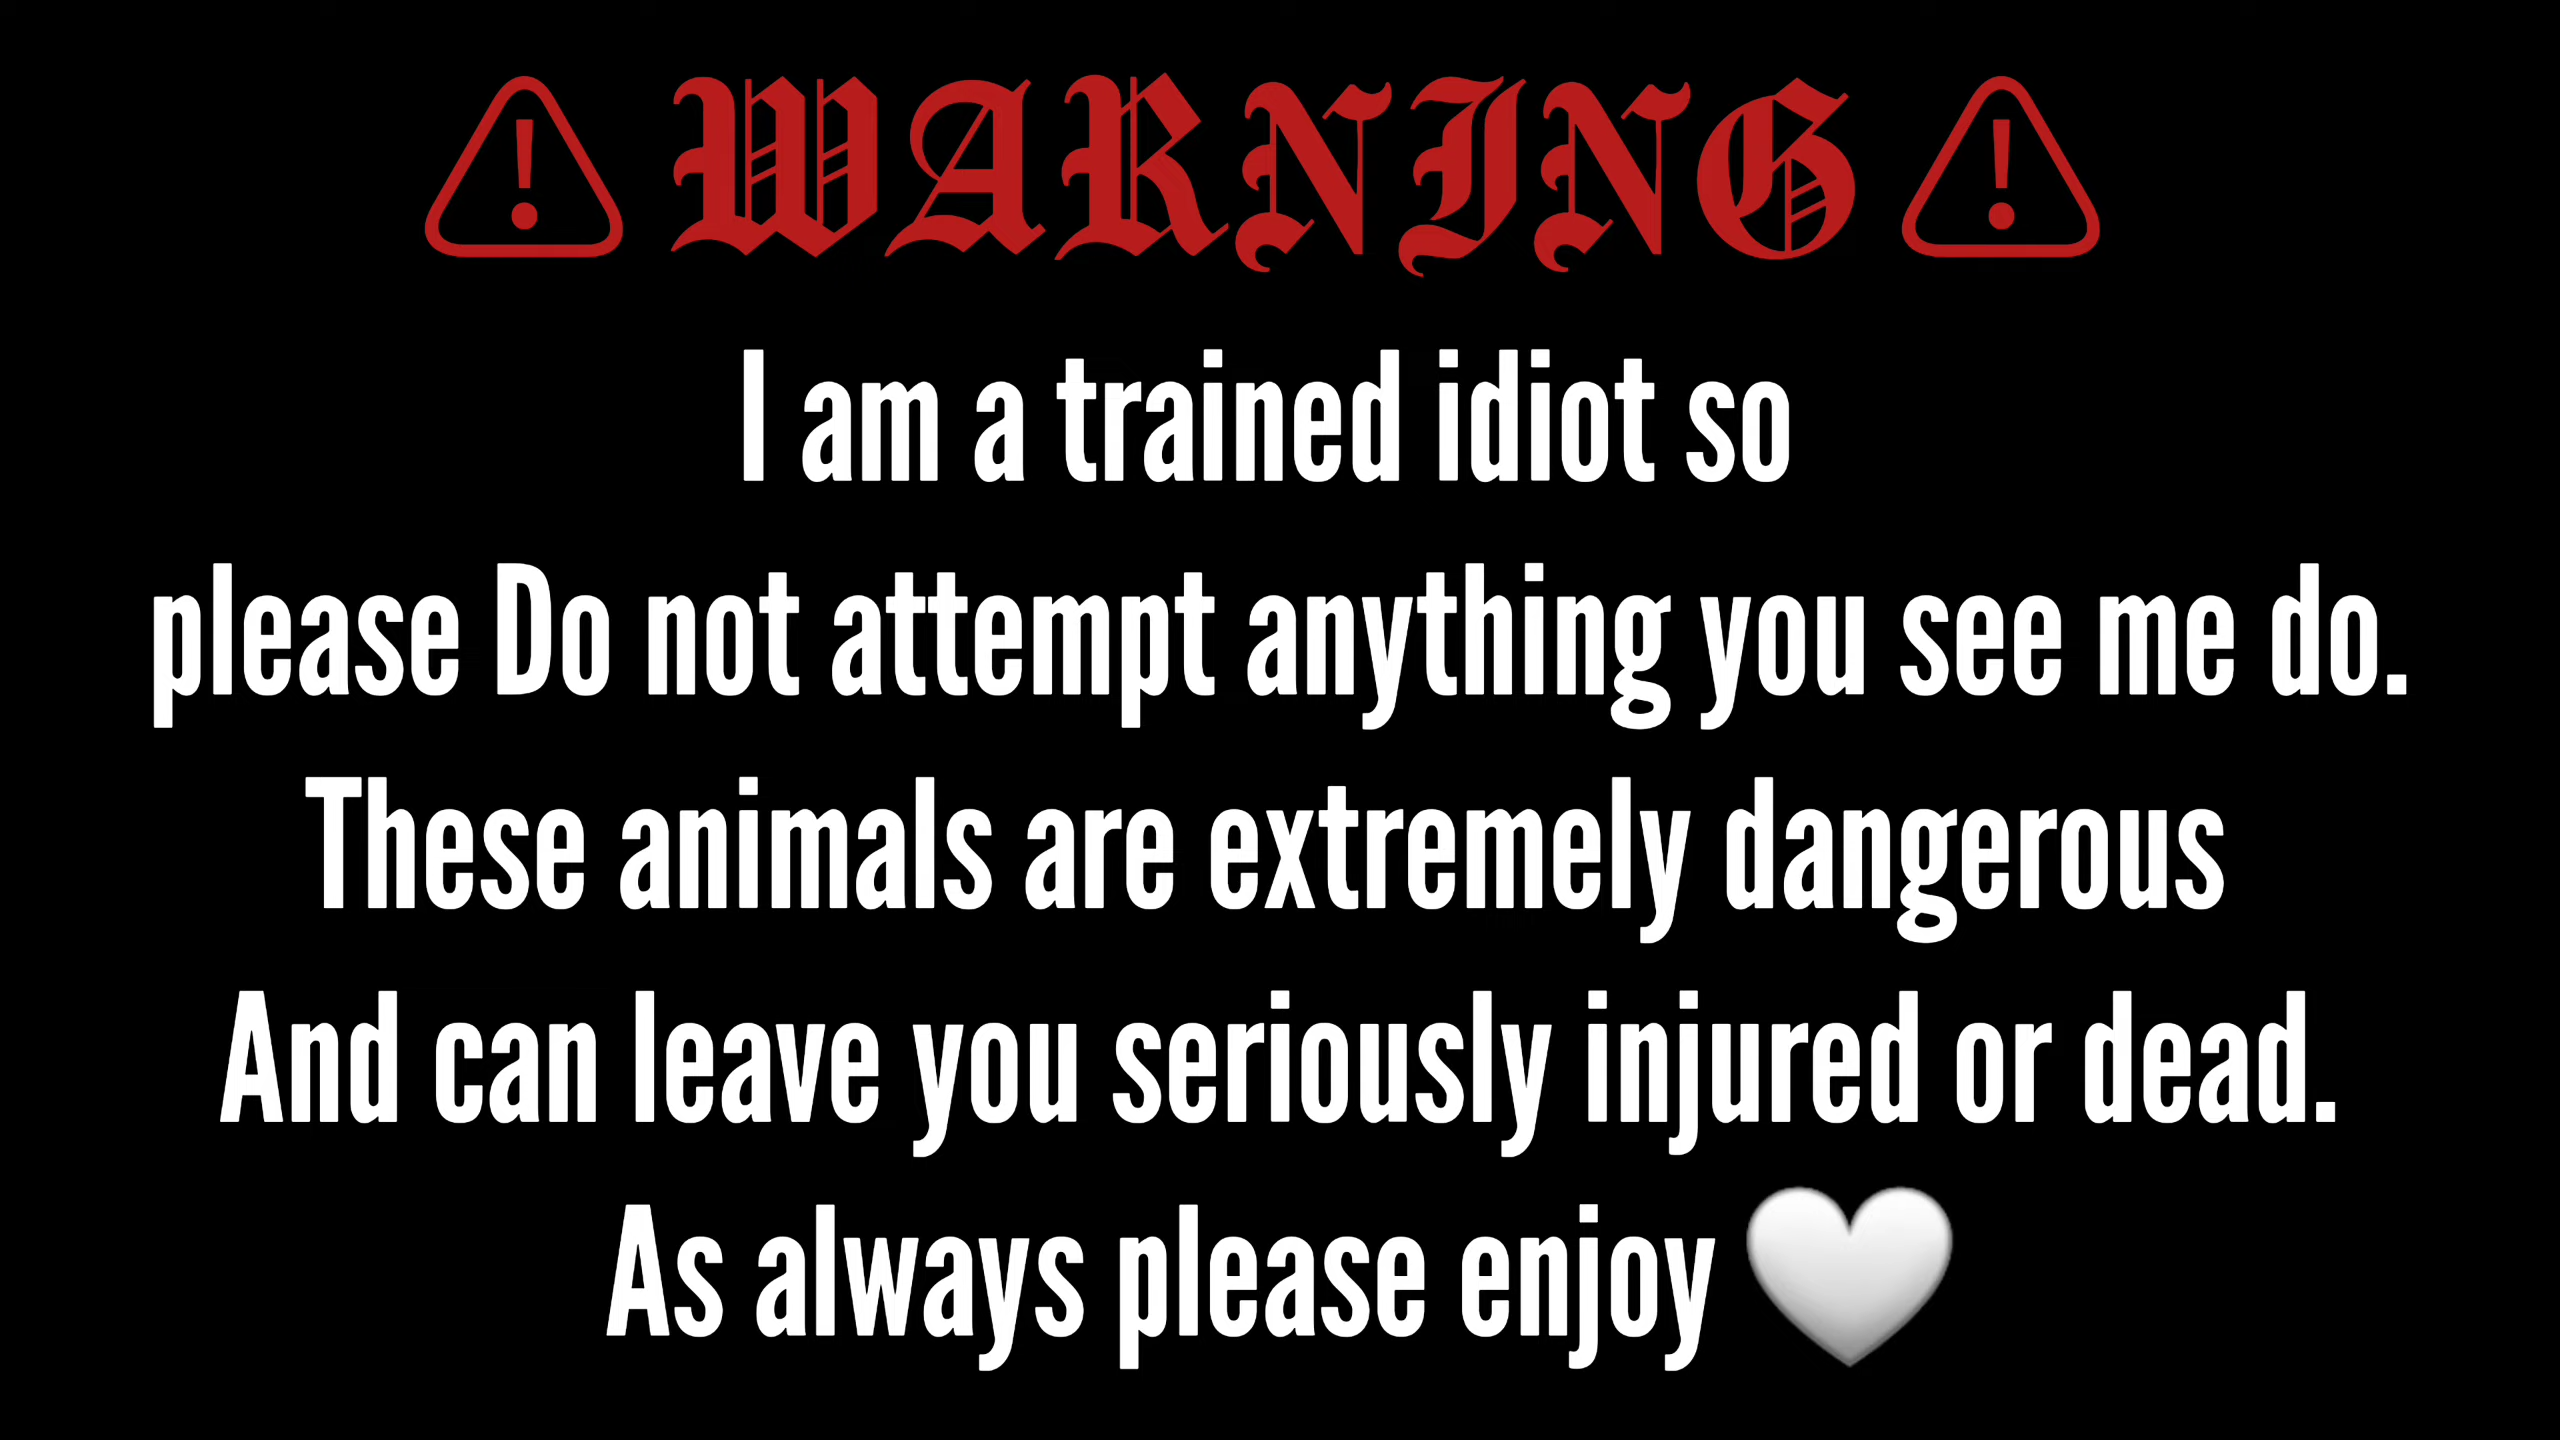 ⚠ WARNING ⚠
I am a trained idiot so
please Do not attempt anything you see me do.
These animals are extremely dangerous
And can leave you seriously injured or dead.
As always please enjoy 🤍